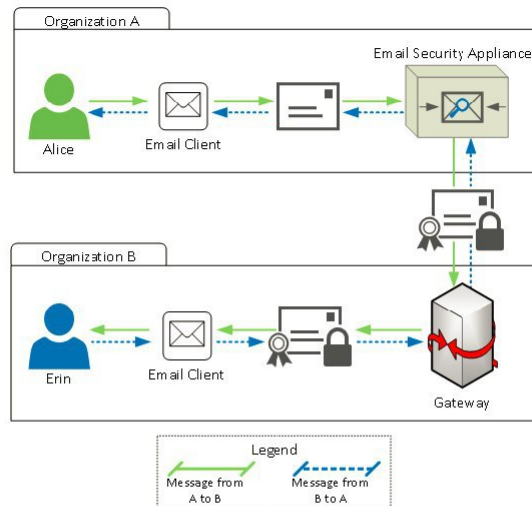 Organization A
Email Security Appliance
Alice
Email Client
Organization B
Erin
Email Client
Gateway
Legend
Message from
A to B
Message from
B to A